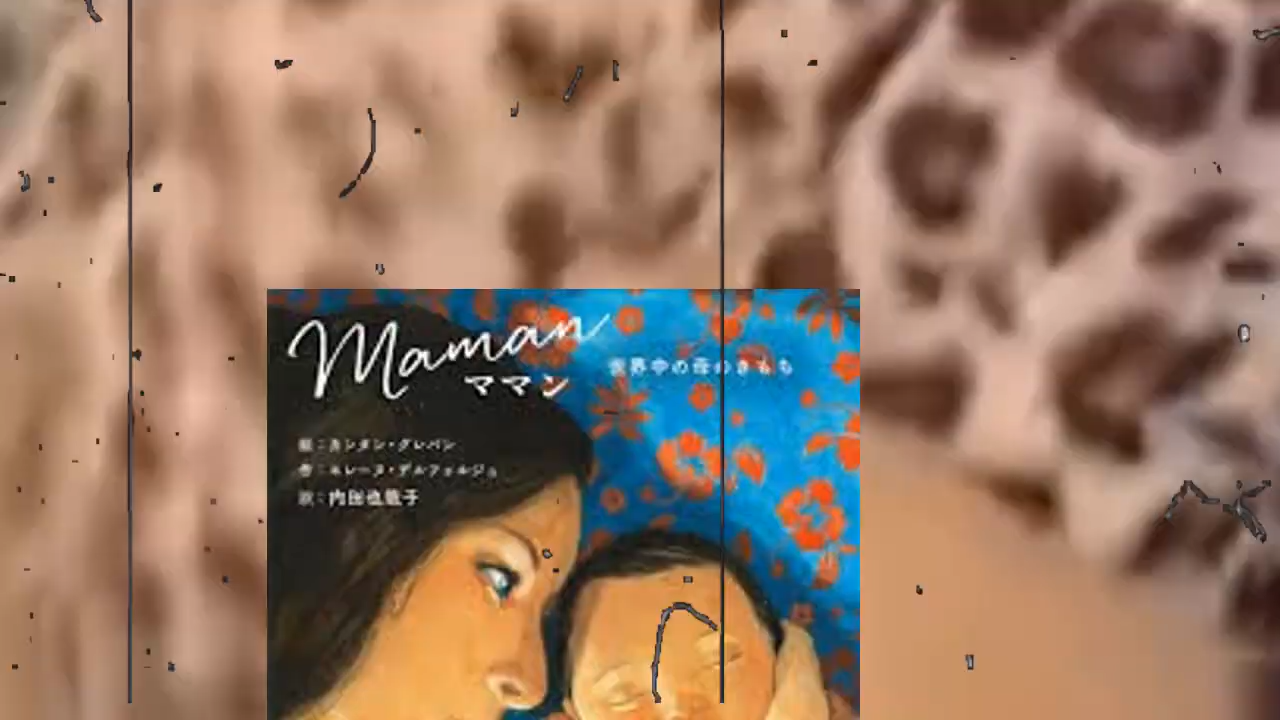 Maman
ママン
世界中の母のきもち
絵：カンタン・グレバン
作：エレーヌ・デルフォルジュ
訳：内田也哉子